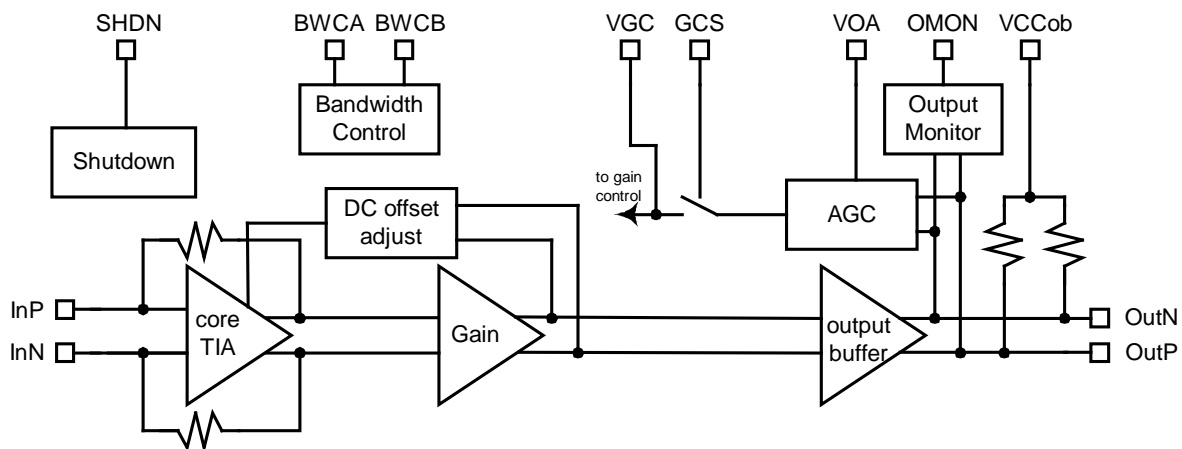 SHDN
BWCA
BWCB
VGC
GCS
VOA
OMON
VCCob
Shutdown
Bandwidth
Control
Output
Monitor
to gain
control
DC offset
adjust
AGC
InP
InN
core
TIA
Gain
output
buffer
OutN
OutP